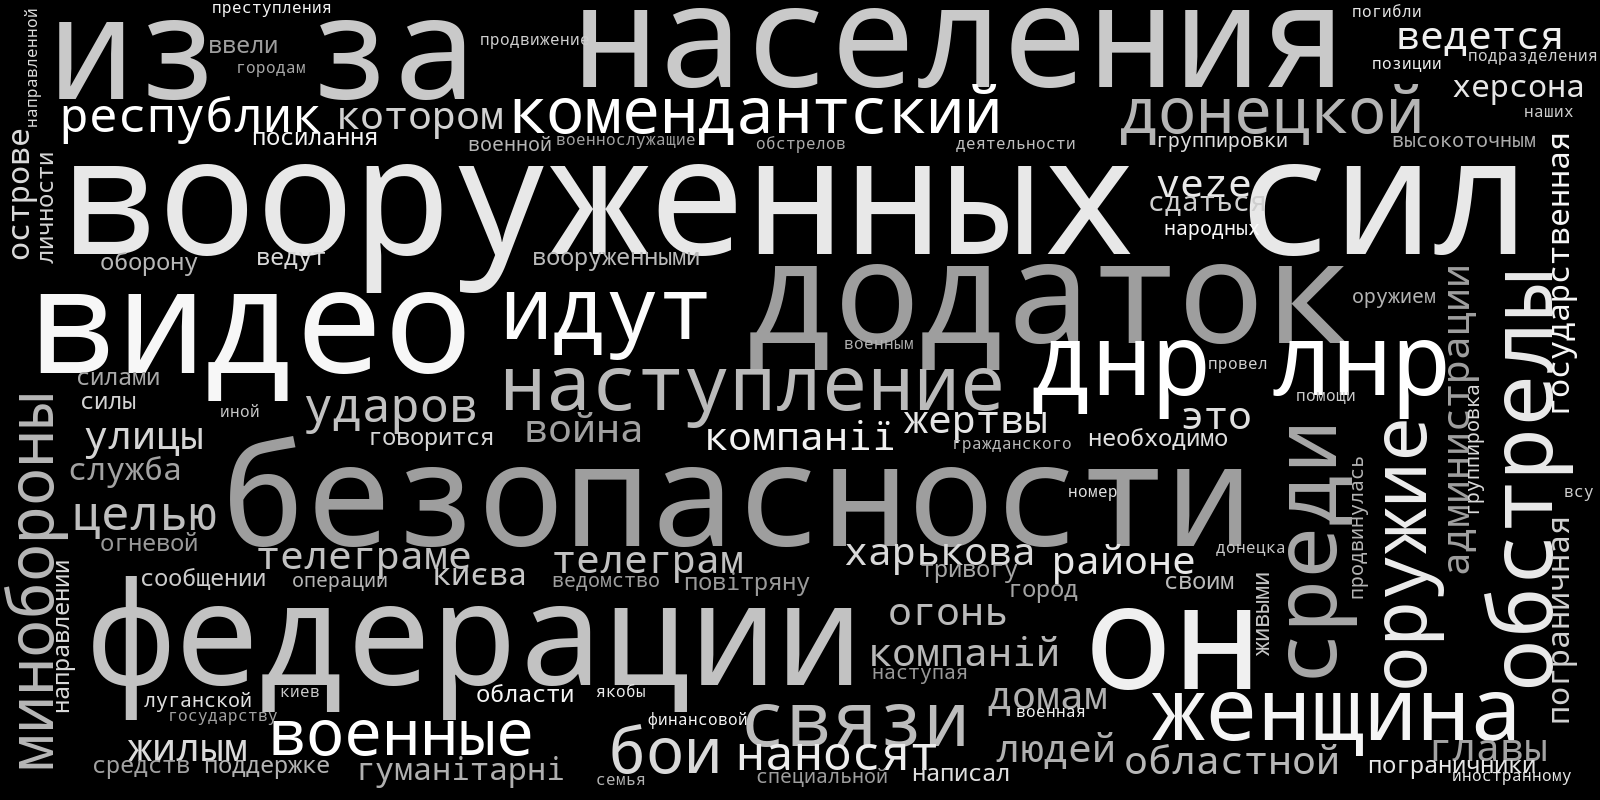 преступления
погибли
из за населения
ввели
продвижение
ведется
городам
подразделения
позиции
направленной
херсона
республик котором комендантский донецкой
наших
посилання
военной
военнослужащие
обстрелов
деятельности
группировки
высокоточным
острове
личности
вооруженных сил
veze
сдаться
народных
государственная
оборону
ведут
вооруженными
видео
идут
додаток
оружием
военным
днр лнр
провел
силами
силы
иной
ударов
наступление
помощи
администрации
обстрелы
улицы
говорится
война
компанії
жертвы
гражданского
необходимо
это
группировка
служба
безопасности
номер
среди
продвинулась
оружие
всу
целью
огневой
телеграме
телеграм
харькова
районе
донецка
минобороны
направлении
сообщении
операции
києва
ведомство
повітряну
тривогу
город
своим
живыми
пограничная
федерации
огонь
он
компаній
наступая
луганской
киев
области
якобы
домам
военная
женщина
государству
военные
финансовой
связи
жилым
бои
наносят
людей
областной
главы
средств
поддержке
гуманітарні
семья
специальной
написал
пограничники
иностранному